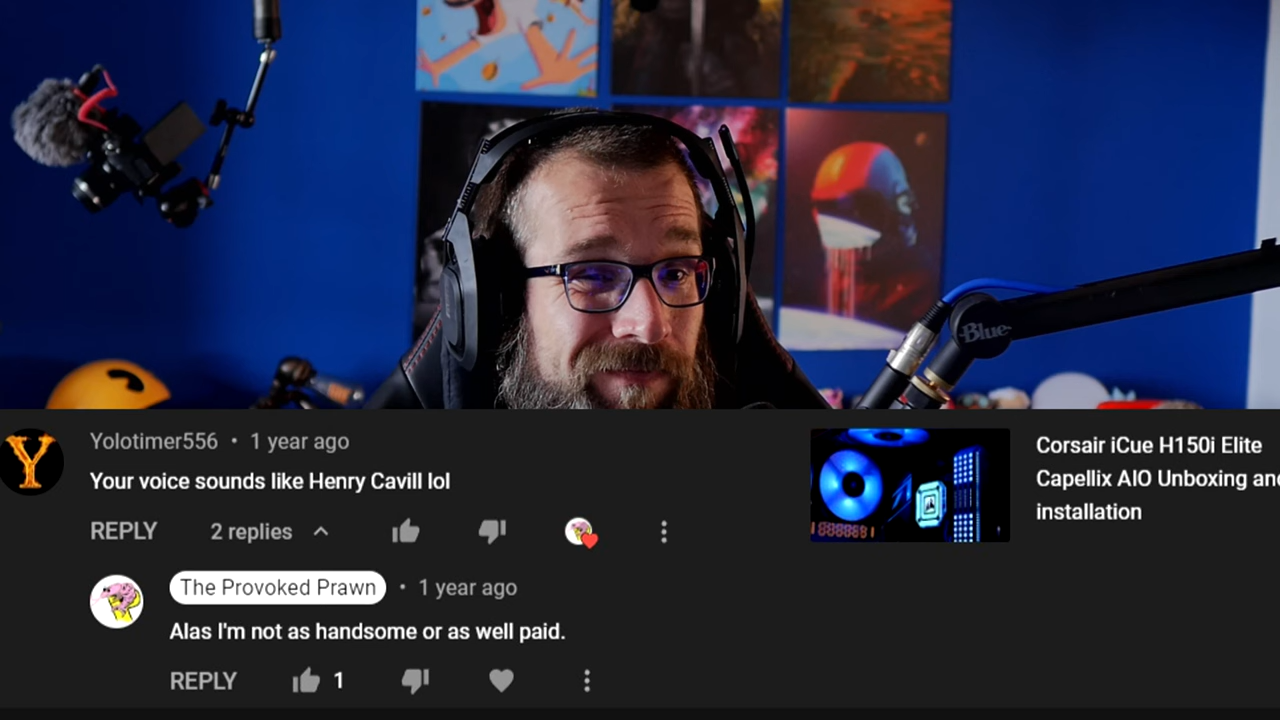 Blue
Yolotimer556 • 1 year ago
Your voice sounds like Henry Cavill lol
REPLY 2 replies
Corsair iCue H150i Elite
Capellix AIO Unboxing and
installation
The Provoked Prawn • 1 year ago
Alas I'm not as handsome or as well paid.
REPLY 1